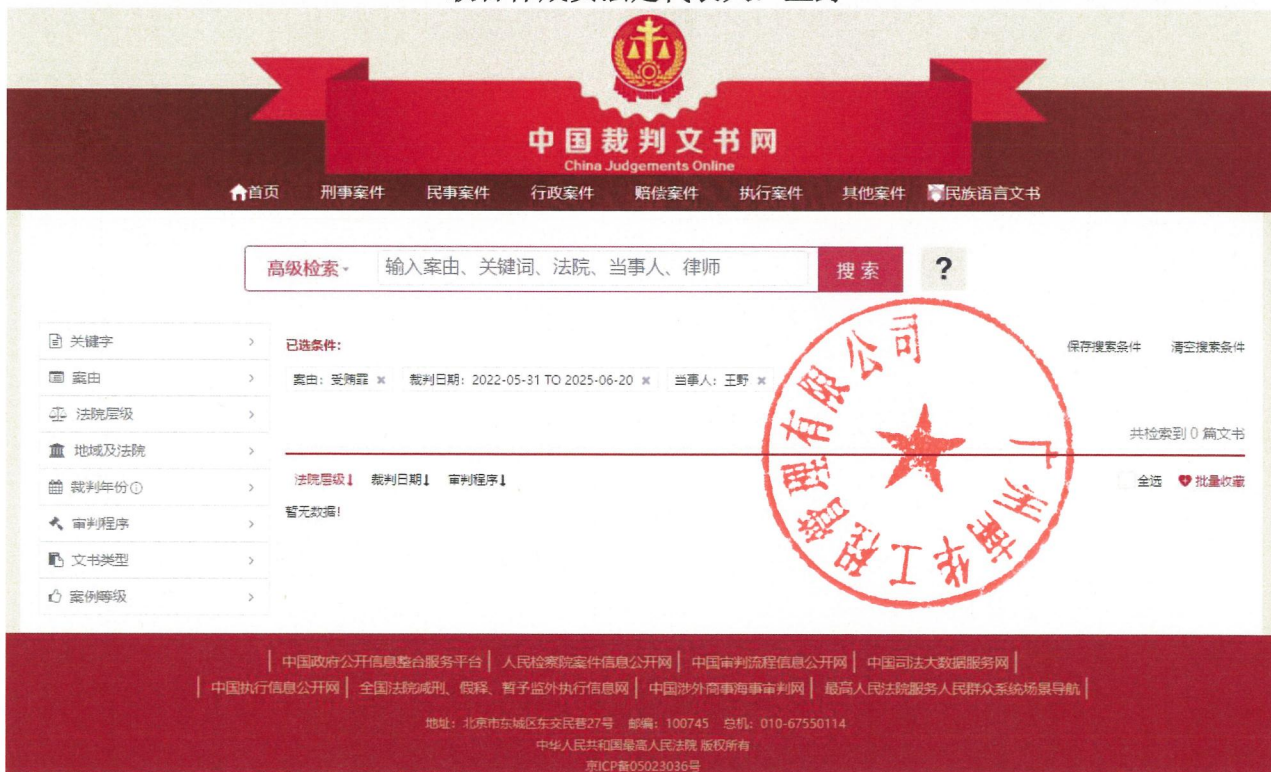 中国裁判文书网
China Judgements Online
首页 刑事案件 民事案件 行政案件 赔偿案件 执行案件 其他案件 民族语言文书
高级检索 输入案由、关键词、法院、当事人、律师 搜索 ?
关键字
案由
法院层级
地域及法院
裁判年份
审判程序
文书类型
案例等级
已选条件:
保存搜索条件 清空搜索条件
案由:受贿罪 × 裁判日期:2022-05-31 TO 2025-06-20 × 当事人:王野 ×
共检索到 0 篇文书
法院层级↓ 裁判日期↓ 审判程序↓
全选 批量收藏
暂无数据!
广州南华工程管理有限公司
中国政府公开信息整合服务平台 | 人民检察院案件信息公开网 | 中国审判流程信息公开网 | 中国司法大数据服务网 |
中国执行信息公开网 | 全国法院减刑、假释、暂予监外执行信息网 | 中国涉外商事海事审判网 | 最高人民法院服务人民群众系统场景导航 |
地址:北京市东城区东交民巷27号 邮编:100745 总机:010-67550114
中华人民共和国最高人民法院 版权所有
京ICP备05023036号